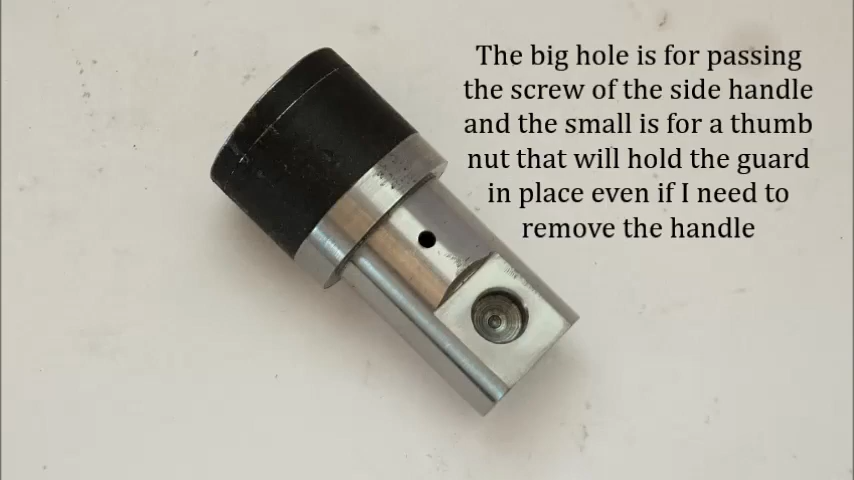 The big hole is for passing
the screw of the side handle
and the small is for a thumb
nut that will hold the guard
in place even if I need to
remove the handle